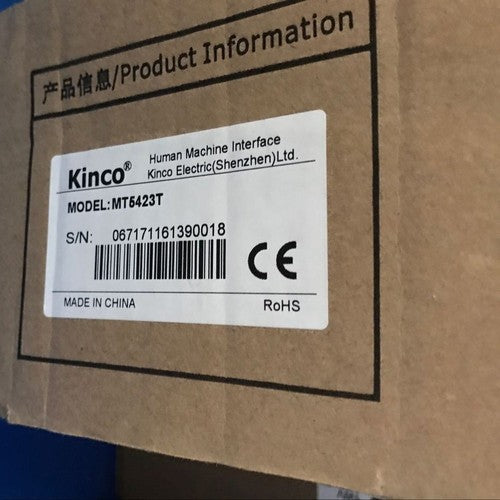 产品信息/Product Information
Kinco®
Human Machine Interface
Kinco Electric(Shenzhen)Ltd.
MODEL: MT5423T
S/N: 067171161390018
CE
MADE IN CHINA
RoHS